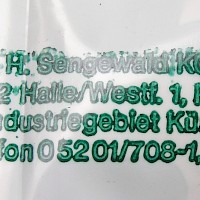 H. Sengewald K
2 Halle/Westf. 1,
ndustriegebiet Kü
fon 0 52 01/708-1,